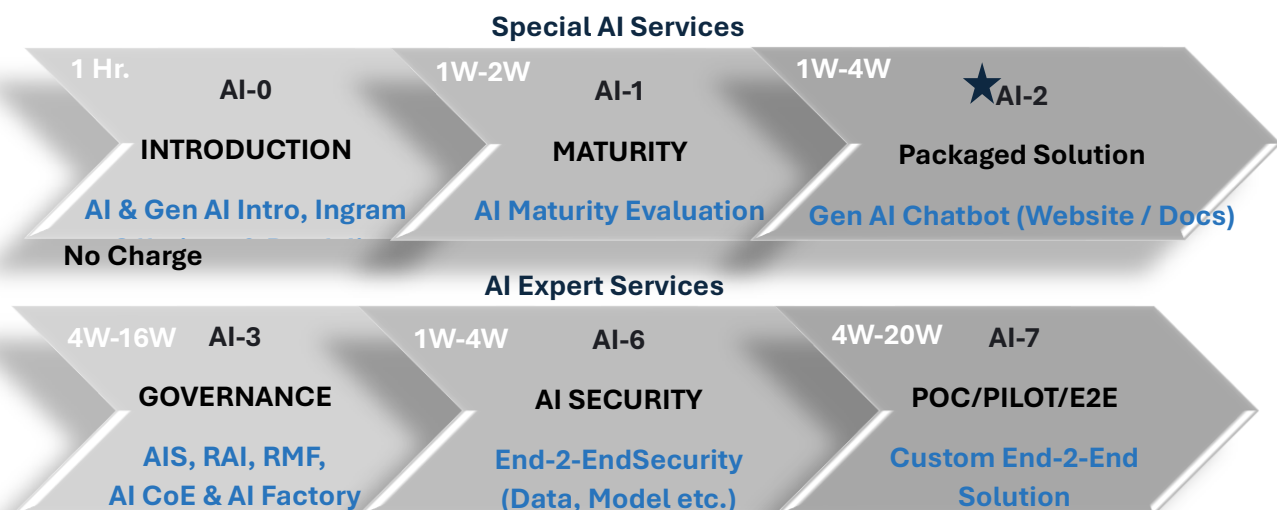 Special AI Services
1 Hr.
AI-0
INTRODUCTION
AI & Gen AI Intro, Ingram
No Charge
1W-2W
AI-1
MATURITY
AI Maturity Evaluation
1W-4W
AI-2
Packaged Solution
Gen AI Chatbot (Website / Docs)
AI Expert Services
4W-16W AI-3
GOVERNANCE
AIS, RAI, RMF,
AI CoE & AI Factory
1W-4W AI-6
AI SECURITY
End-2-EndSecurity
(Data, Model etc.)
4W-20W AI-7
POC/PILOT/E2E
Custom End-2-End
Solution